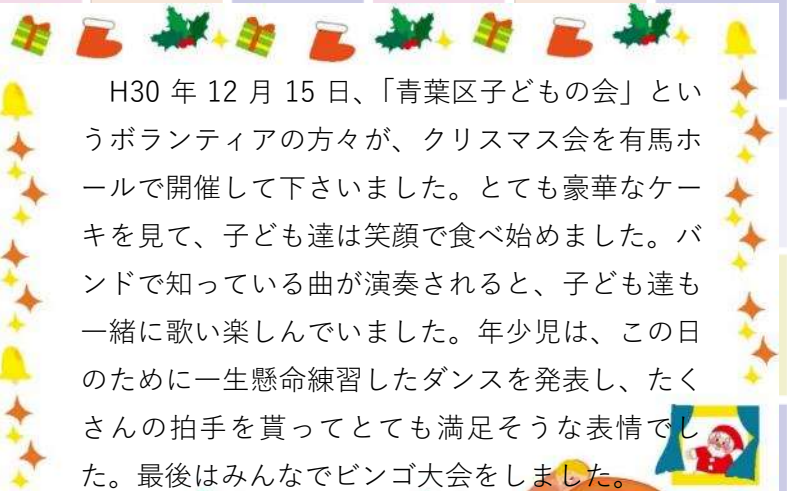 H30 年 12 月 15 日、「青葉区子どもの会」とい
うボランティアの方々が、クリスマス会を有馬ホ
ールで開催して下さいました。とても豪華なケー
キを見て、子ども達は笑顔で食べ始めました。バ
ンドで知っている曲が演奏されると、子ども達も
一緒に歌い楽しんでいました。年少児は、この日
のために一生懸命練習したダンスを発表し、たく
さんの拍手を貰ってとても満足そうな表情でし
た。最後はみんなでビンゴ大会をしました。